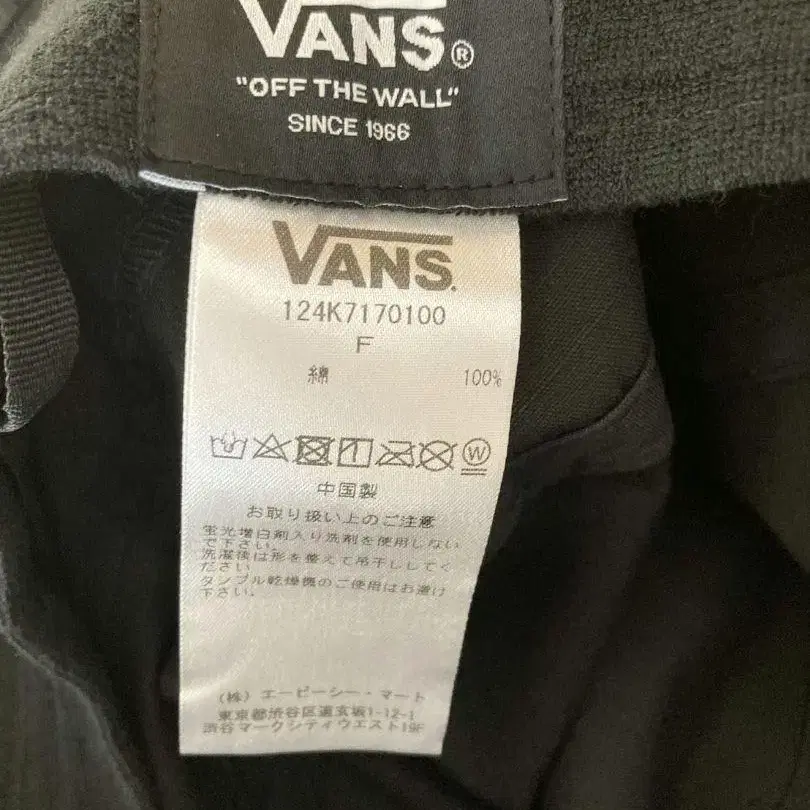 VANS®
"OFF THE WALL"
SINCE 1966
VANS.
124K7170100
F
綿 100%
W
中国製
お取り扱い上のご注意
蛍光増白剤入り洗剤を使用しない
で下さい。
洗濯後は形を整えて吊干ししてく
ださい
タンブル乾燥機のご使用はお避け
下さい。
(株) エービーシー・マート
東京都渋谷区道玄坂1-12-1
渋谷マークシティウエスト19F